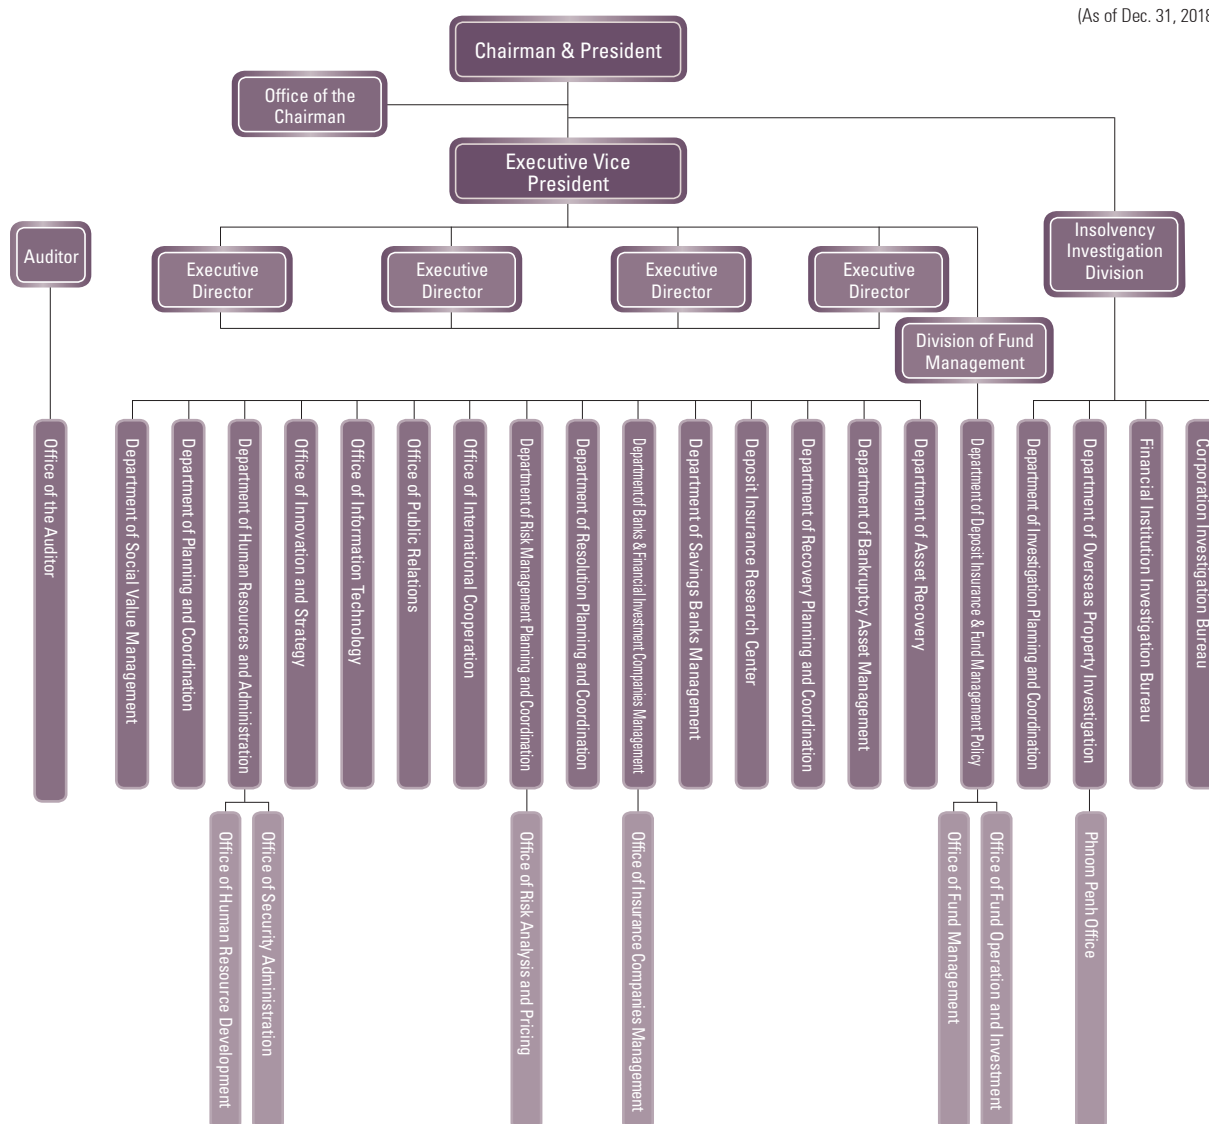 (As of Dec. 31, 2018
Chairman & President
Office of the
Chairman
Executive Vice
President
Auditor
Executive
Director
Executive
Director
Executive
Director
Executive
Director
Insolvency
Investigation
Division
Division of Fund
Management
Office of the Auditor
Department of Social Value Management
Department of Planning and Coordination
Department of Human Resources and Administration
Office of Innovation and Strategy
Office of Information Technology
Office of Public Relations
Office of International Cooperation
Department of Risk Management Planning and Coordination
Department of Resolution Planning and Coordination
Department of Banks & Financial Investment Companies Management
Department of Savings Banks Management
Deposit Insurance Research Center
Department of Recovery Planning and Coordination
Department of Bankruptcy Asset Management
Department of Asset Recovery
Department of Deposit Insurance & Fund Management Policy
Department of Investigation Planning and Coordination
Department of Overseas Property Investigation
Financial Institution Investigation Bureau
Corporation Investigation Bureau
Office of Human Resource Development
Office of Security Administration
Office of Risk Analysis and Pricing
Office of Insurance Companies Management
Office of Fund Management
Office of Fund Operation and Investment
Phnom Penh Office